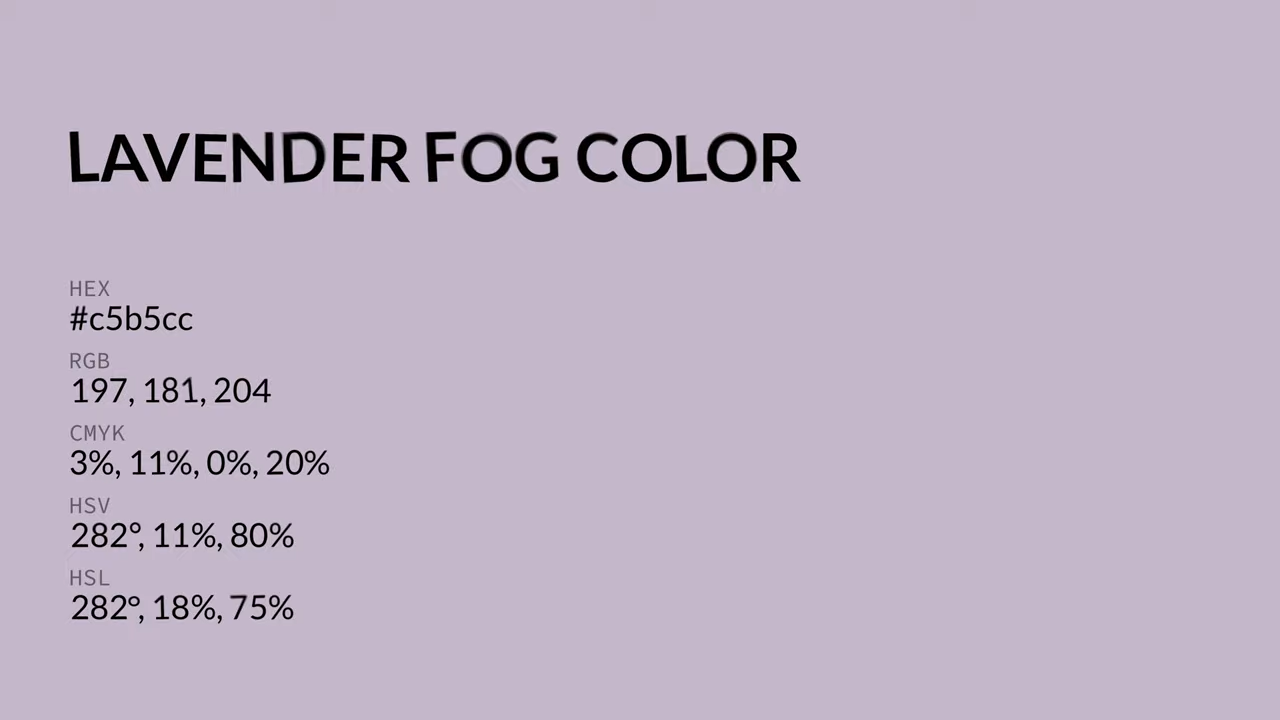 LAVENDER FOG COLOR
HEX
#c5b5cc
RGB
197, 181, 204
CMYK
3%, 11%, 0%, 20%
HSV
282°, 11%, 80%
HSL
282°, 18%, 75%